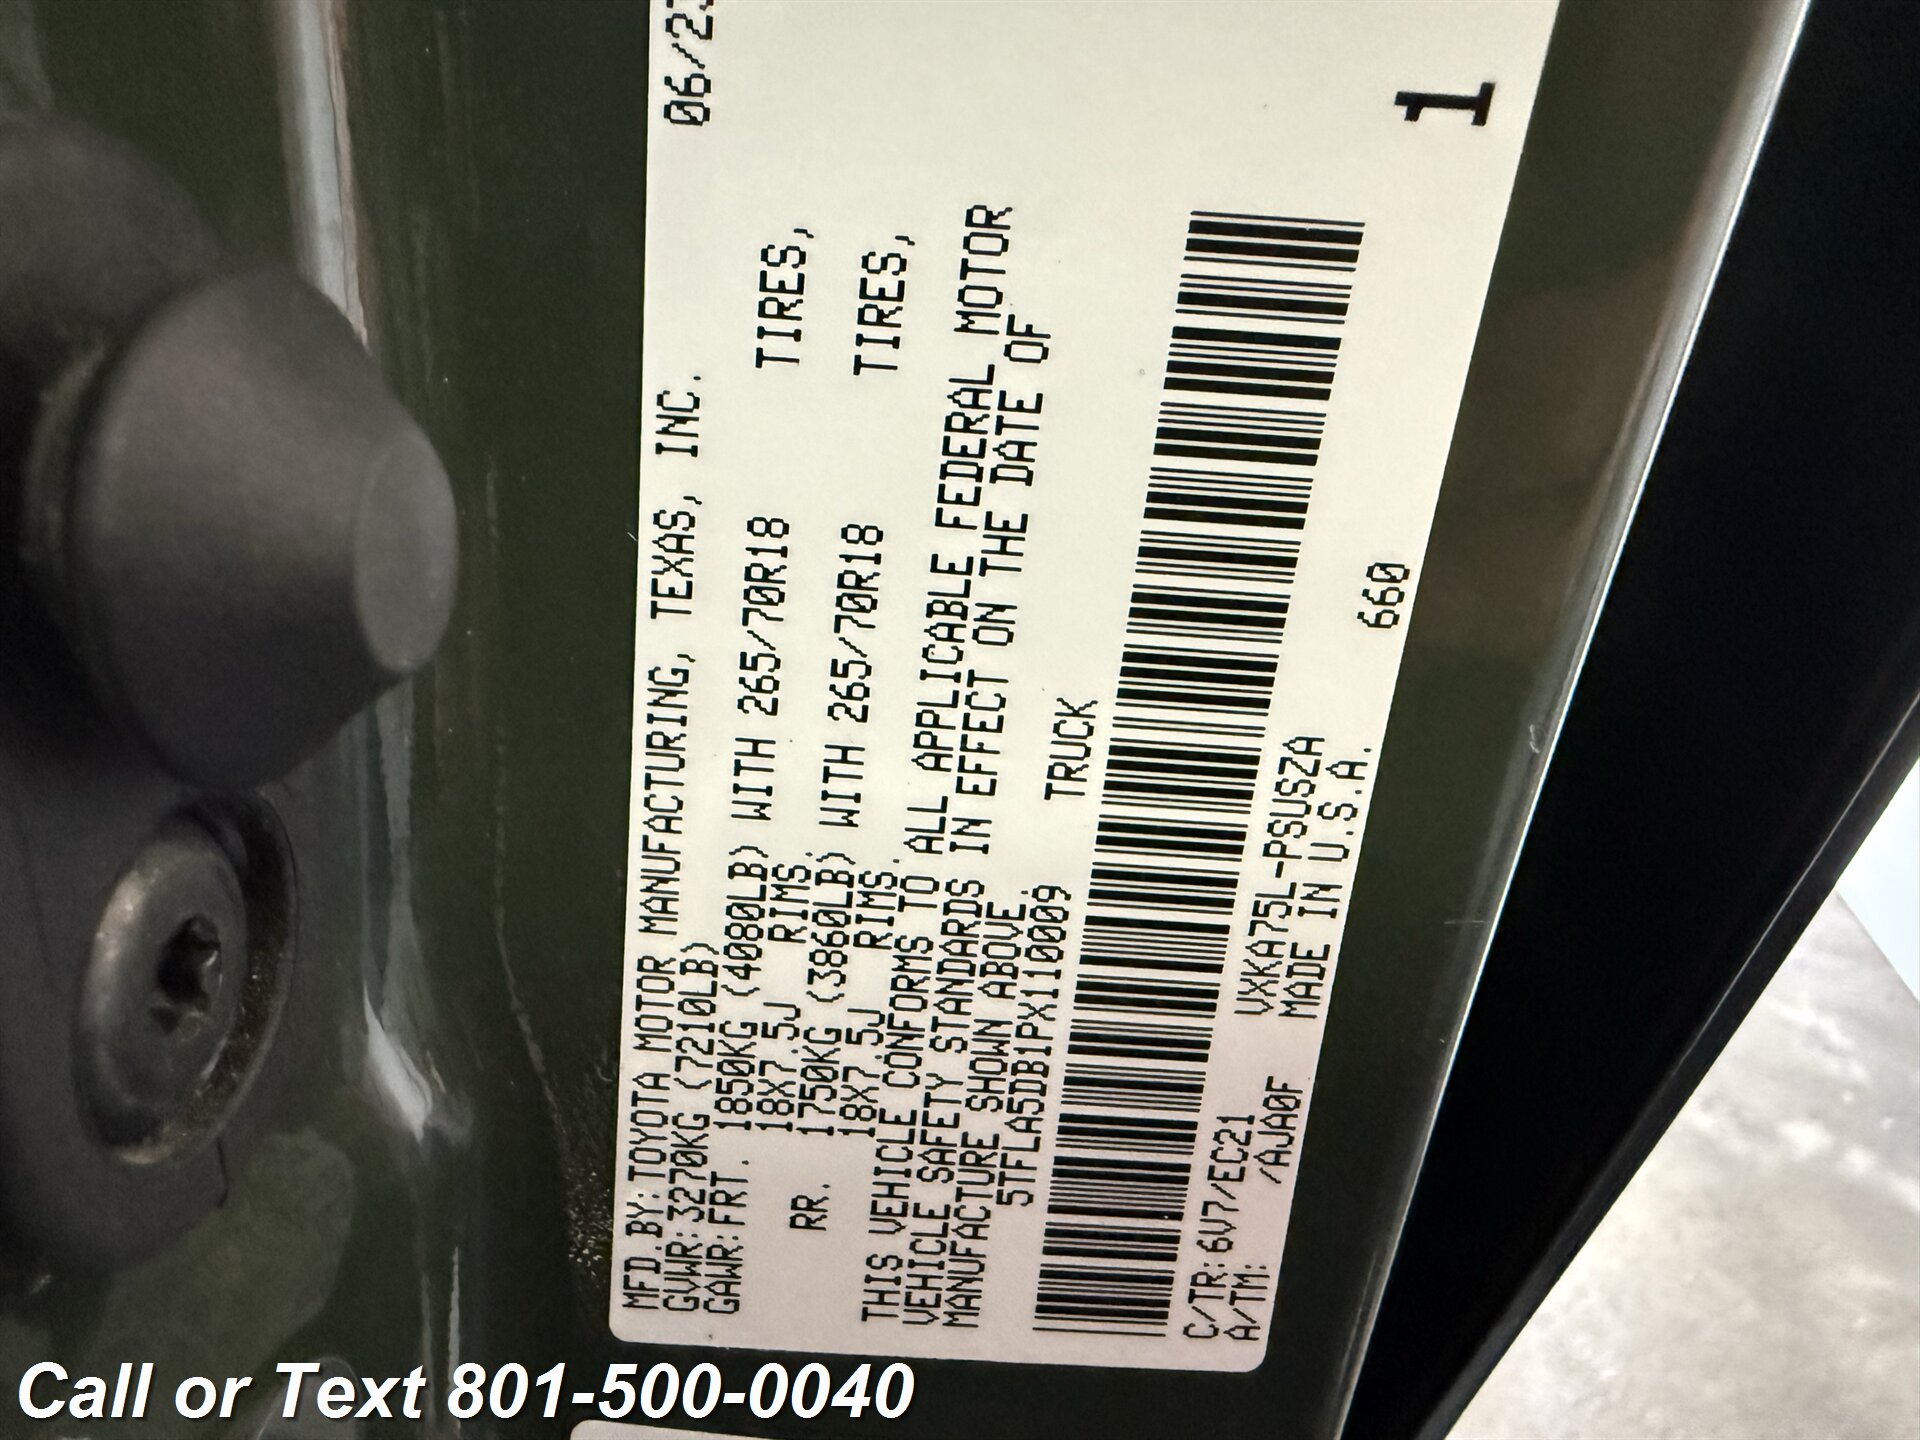 MFD.BY:TOYOTA MOTOR MANUFACTURING, TEXAS, INC. 06/23
GVWR:3270KG (7210LB)
GAWR:FRT. 1850KG (4080LB) WITH 265/70R18 TIRES,
18X7.5J RIMS.
RR. 1750KG (3860LB) WITH 265/70R18 TIRES,
18X7.5J RIMS.
THIS VEHICLE CONFORMS TO ALL APPLICABLE FEDERAL MOTOR
VEHICLE SAFETY STANDARDS IN EFFECT ON THE DATE OF
MANUFACTURE SHOWN ABOVE.
5TFLA5DB1PX110009 TRUCK
C/TR:6V7/EC21 VXKA75L-PSUSZA
A/TM: /AJA0F MADE IN U.S.A.
660
1
Call or Text 801-500-0040